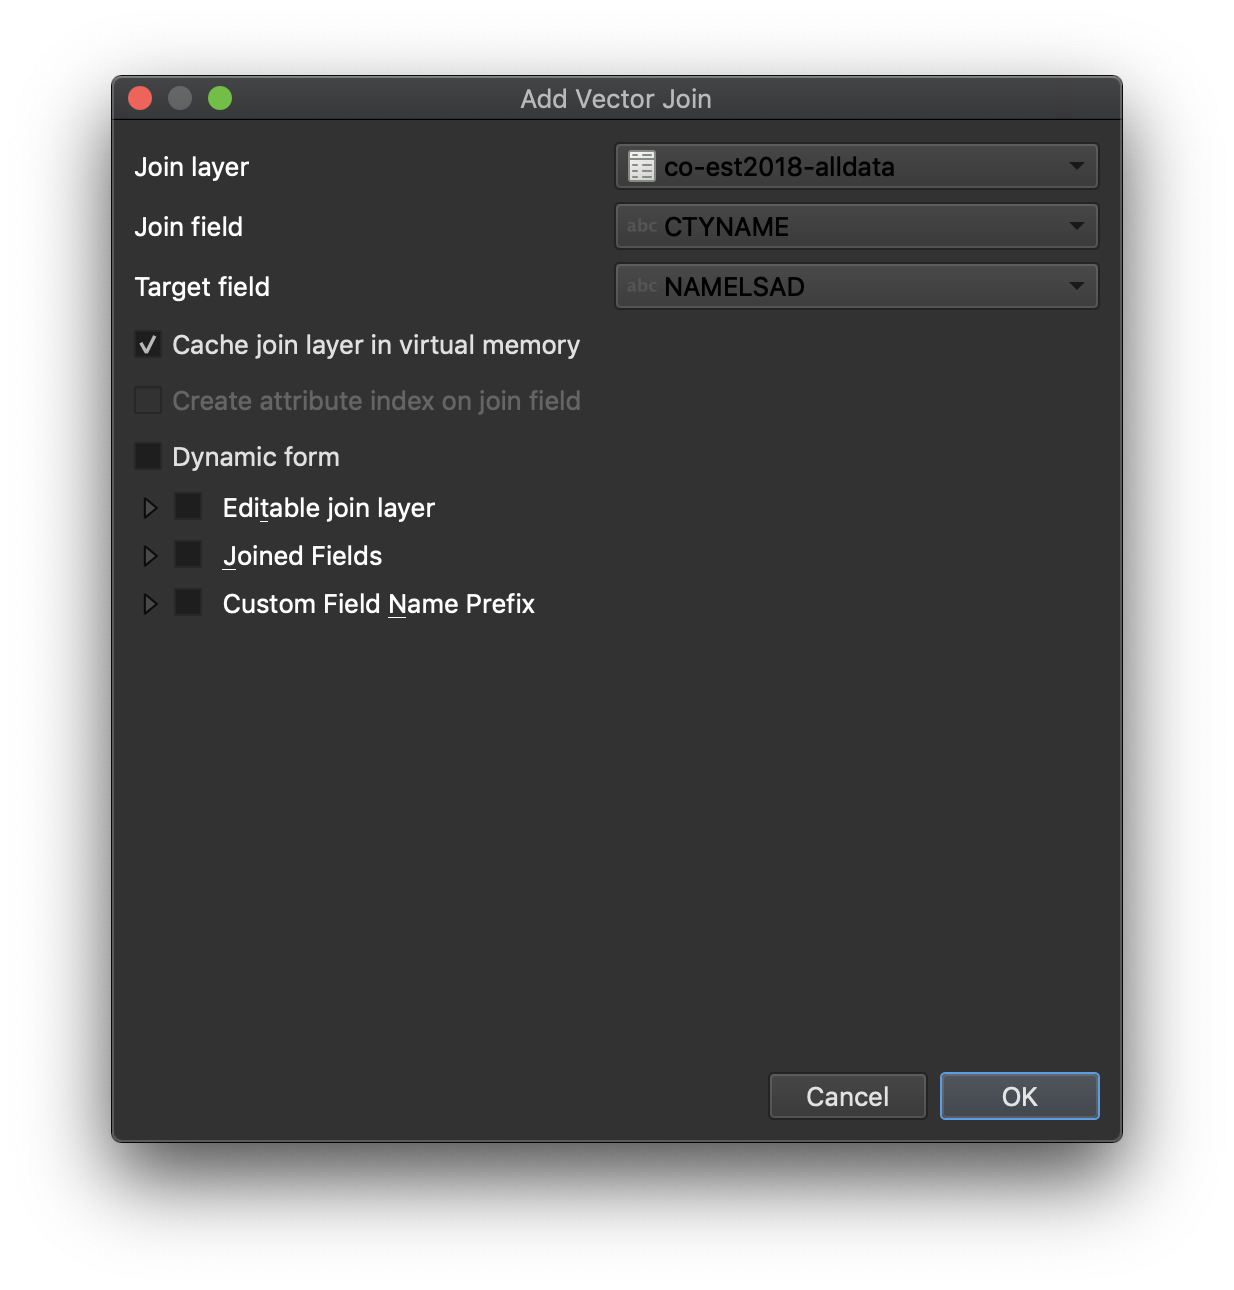 Add Vector Join
Join layer co-est2018-alldata
Join field abc CTYNAME
Target field abc NAMELSAD
Cache join layer in virtual memory
Create attribute index on join field
Dynamic form
Editable join layer
Joined Fields
Custom Field Name Prefix
Cancel OK